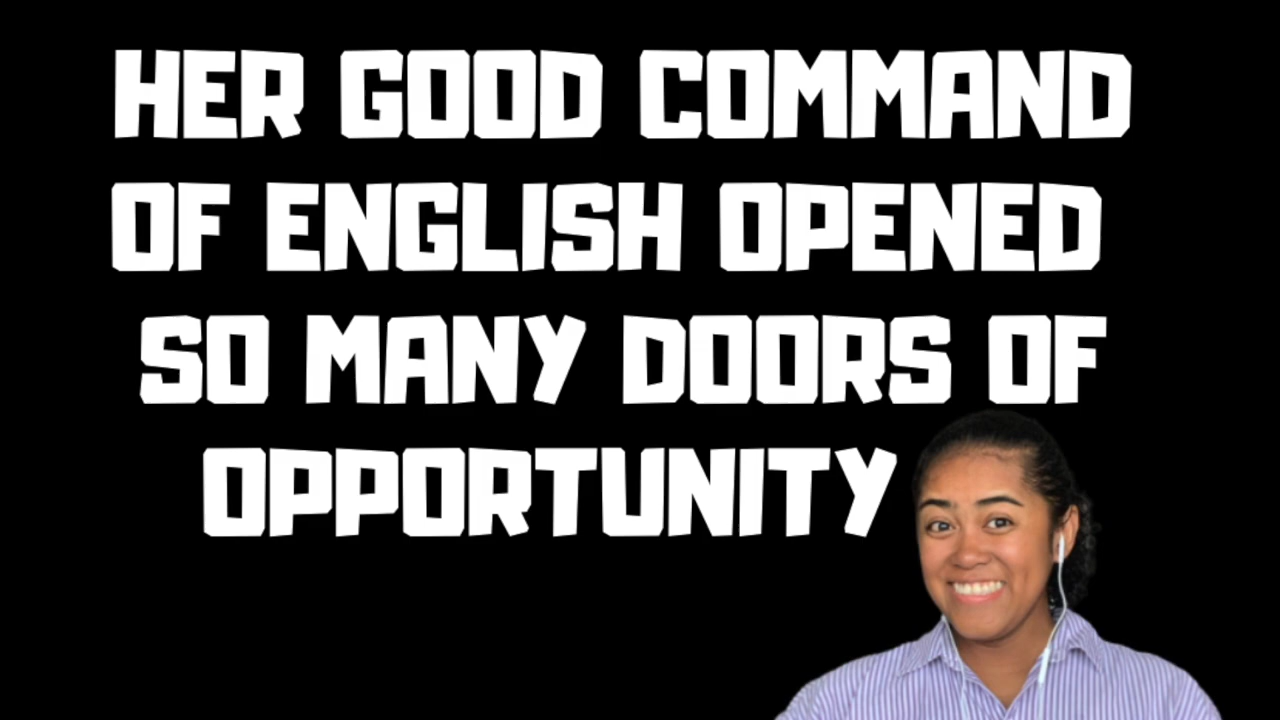 HER GOOD COMMAND
OF ENGLISH OPENED
SO MANY DOORS OF
OPPORTUNITY